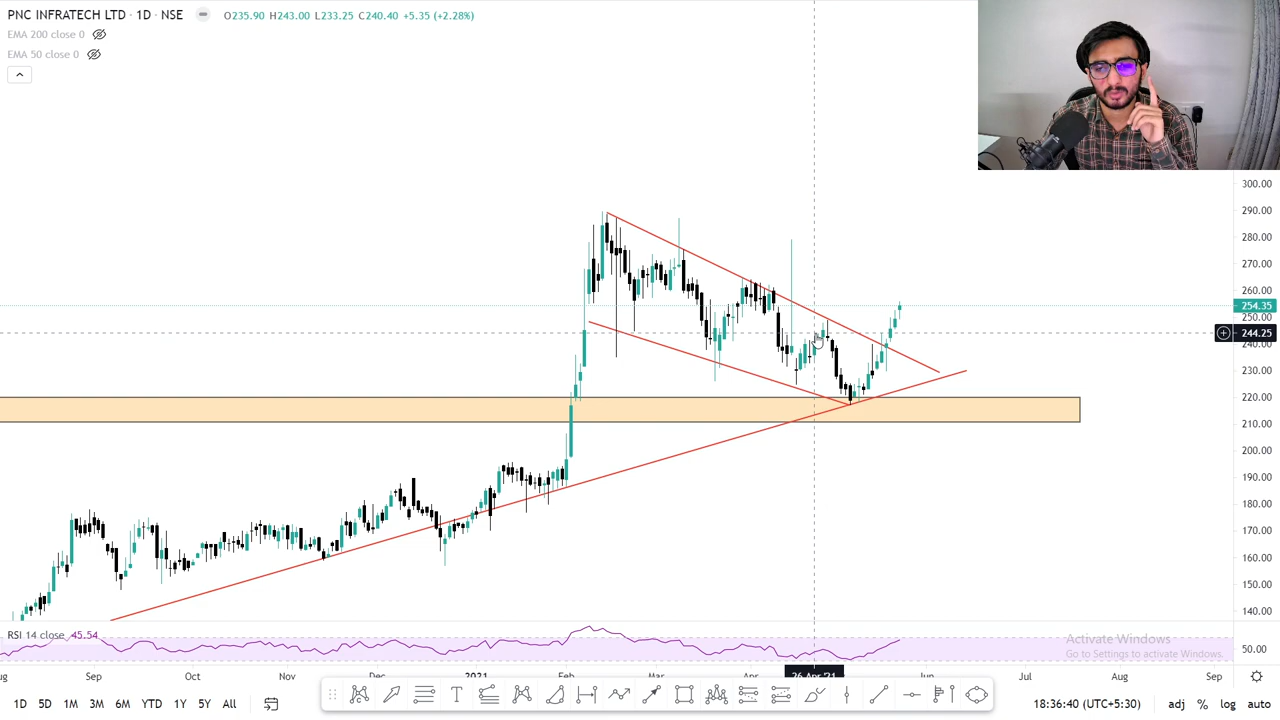 PNC INFRATECH LTD · 1D · NSE O235.90 H243.00 L233.25 C240.40 +5.35 (+2.28%)
EMA 200 close 0
EMA 50 close 0
300.00
290.00
280.00
270.00
260.00
254.35
250.00
244.25
240.00
230.00
220.00
210.00
200.00
190.00
180.00
170.00
160.00
150.00
140.00
RSI 14 close 45.54
50.00
Activate Windows
Go to Settings to activate Windows.
Sep Oct Nov 2021 Feb Mar Apr 26 Apr '21 Jun Jul Aug Sep
1D 5D 1M 3M 6M YTD 1Y 5Y All 18:36:40 (UTC+5:30) adj % log auto